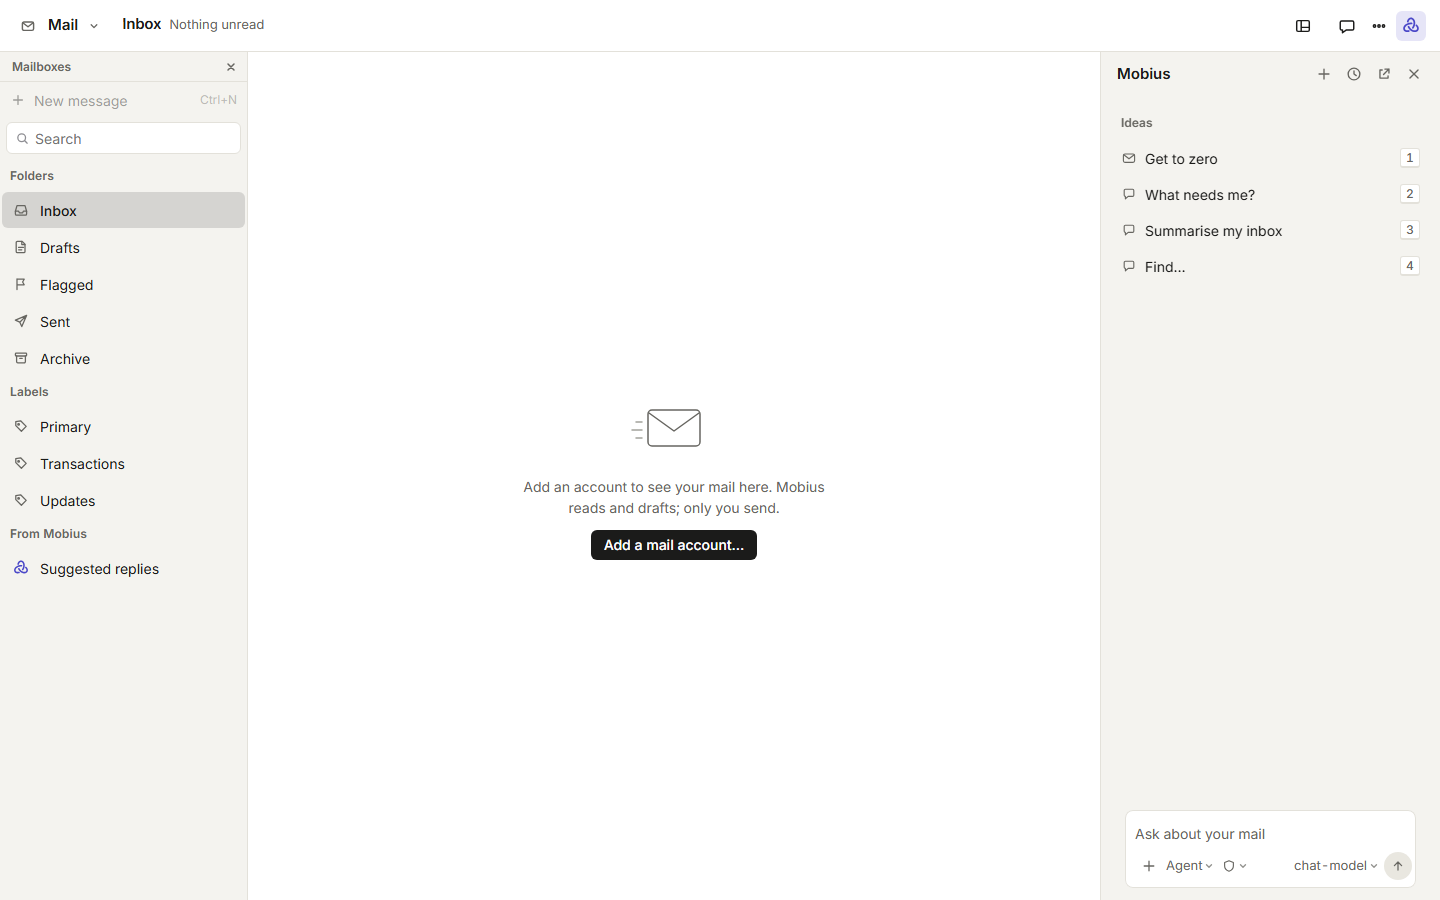 Mail
Inbox Nothing unread
Mailboxes
New message Ctrl+N
Search
Folders
Inbox
Drafts
Flagged
Sent
Archive
Labels
Primary
Transactions
Updates
From Mobius
Suggested replies
Add an account to see your mail here. Mobius
reads and drafts; only you send.
Add a mail account...
Mobius
Ideas
Get to zero 1
What needs me? 2
Summarise my inbox 3
Find... 4
Ask about your mail
Agent chat-model